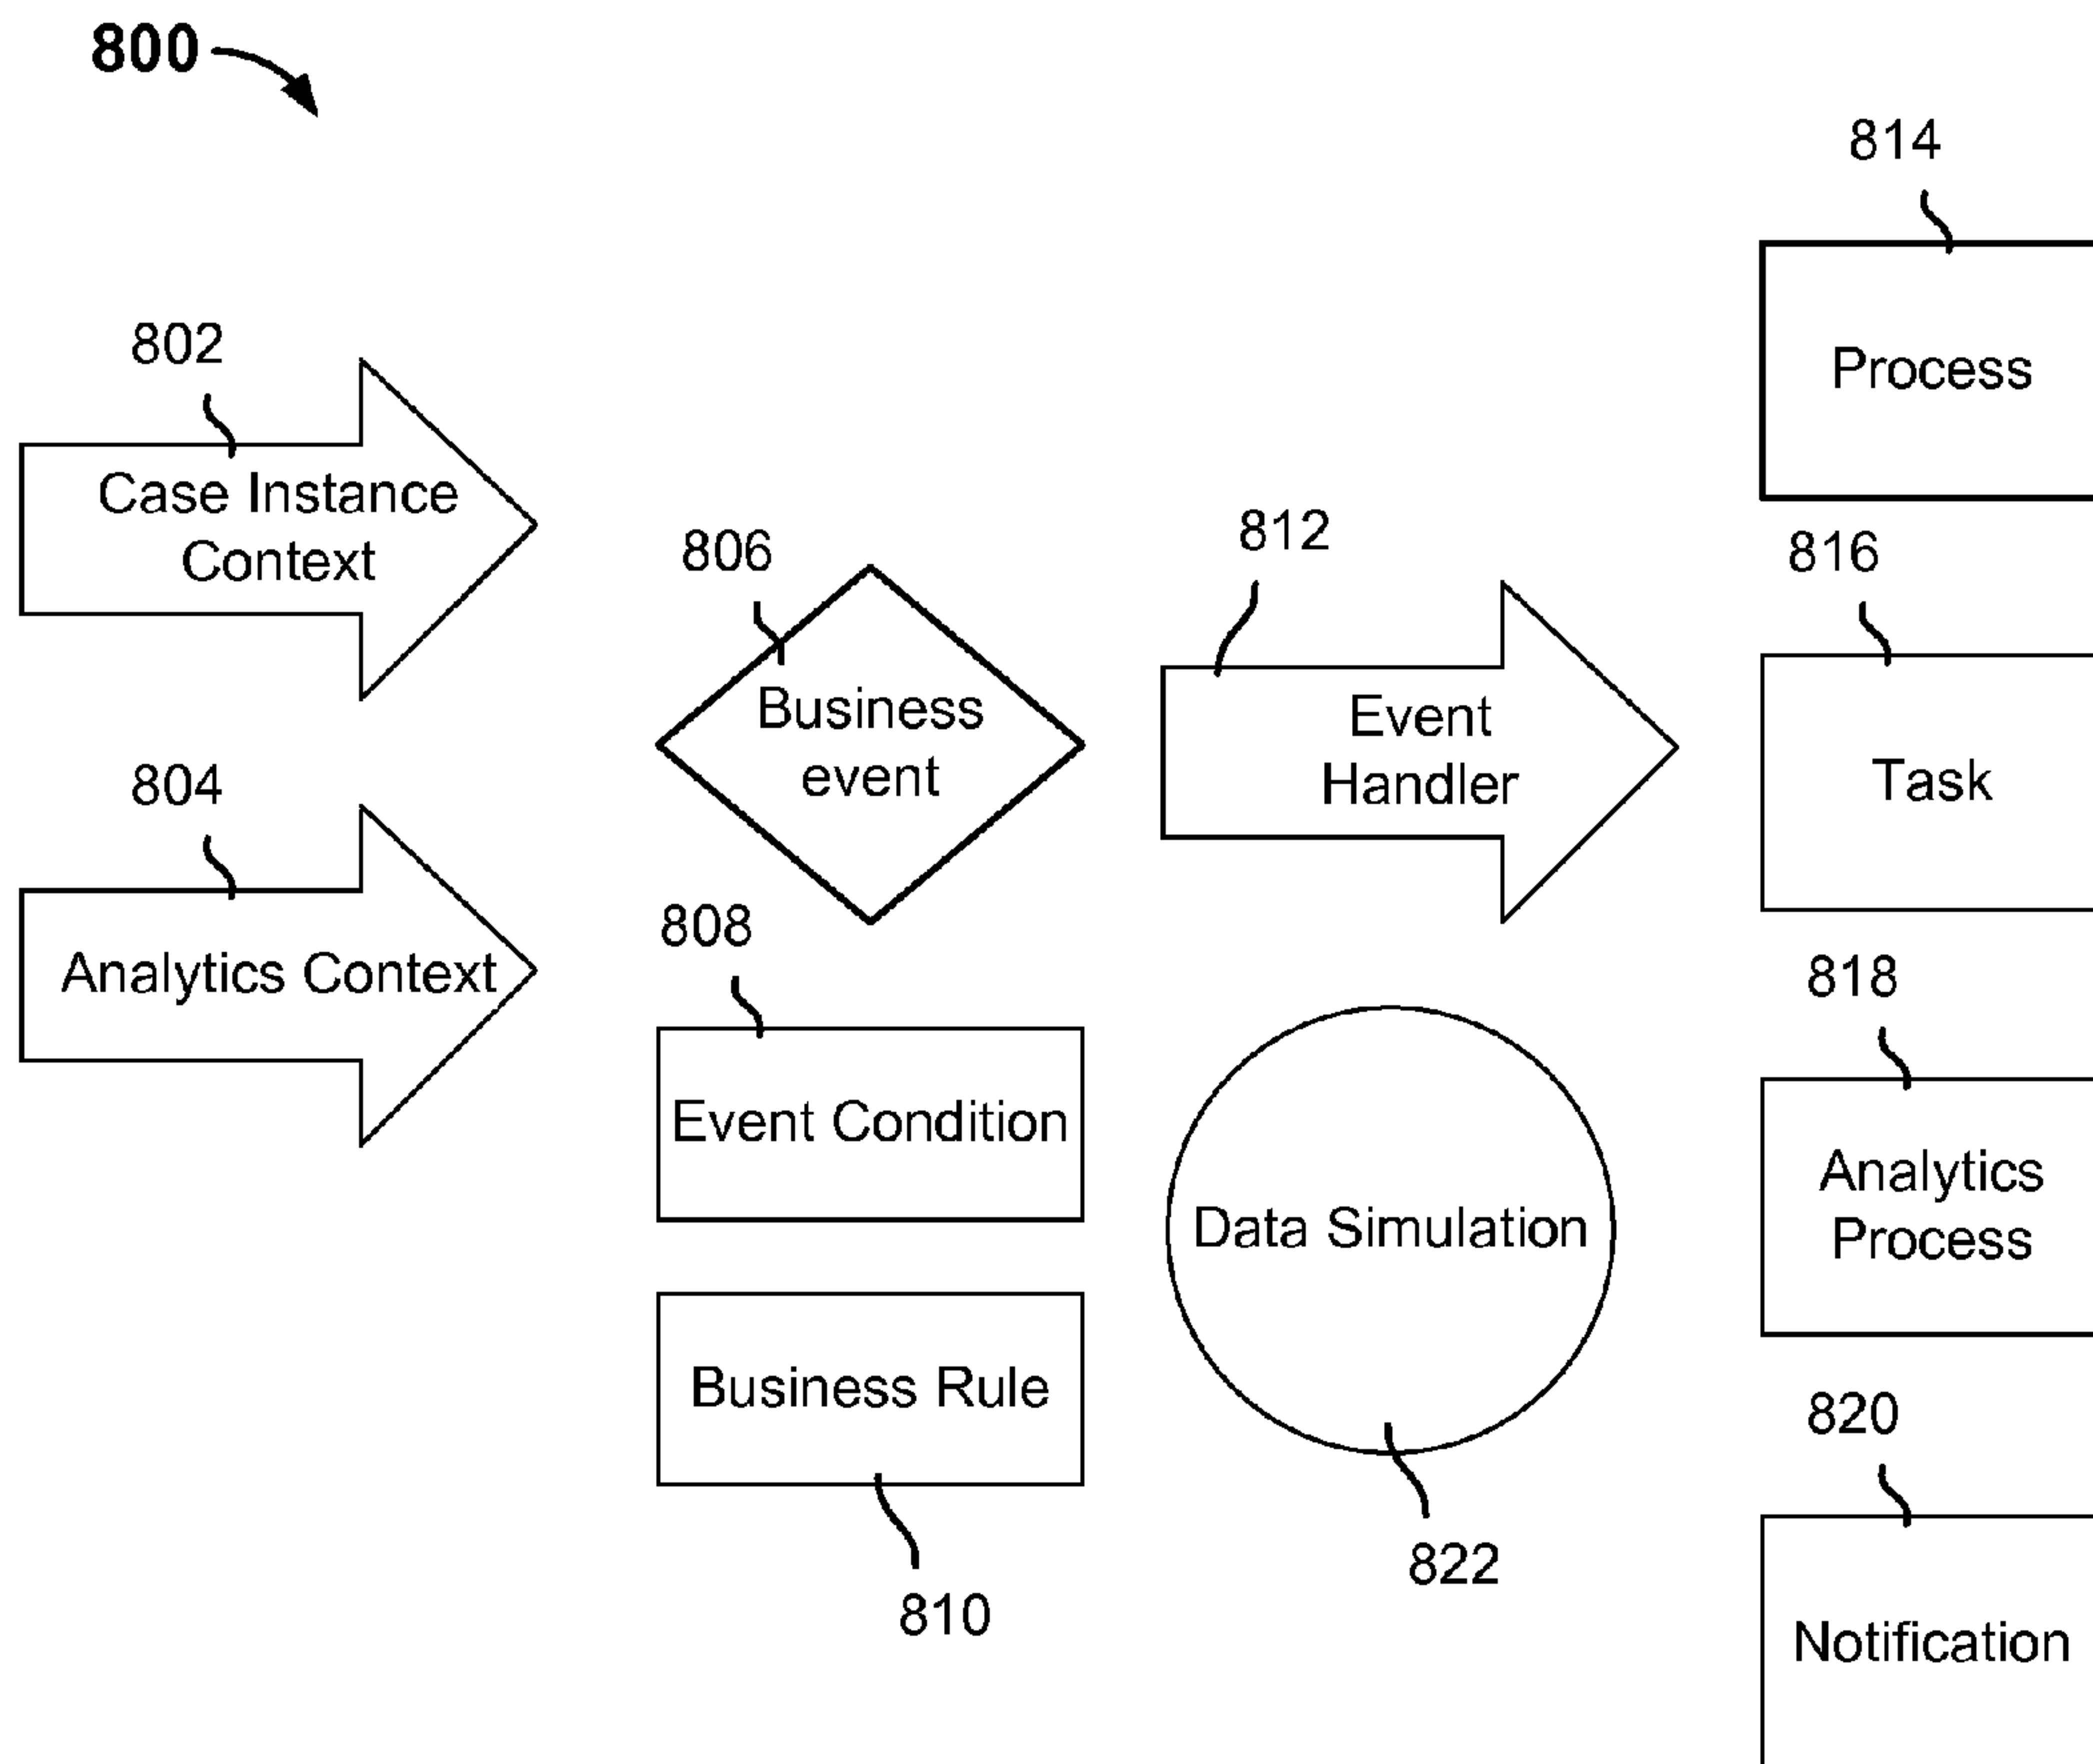 800
814
Process
802
Case Instance
Context
806
812
816
Business
event
Event
Handler
Task
804
Analytics Context
808
818
Event Condition
Data Simulation
Analytics
Process
Business Rule
820
822
810
Notification